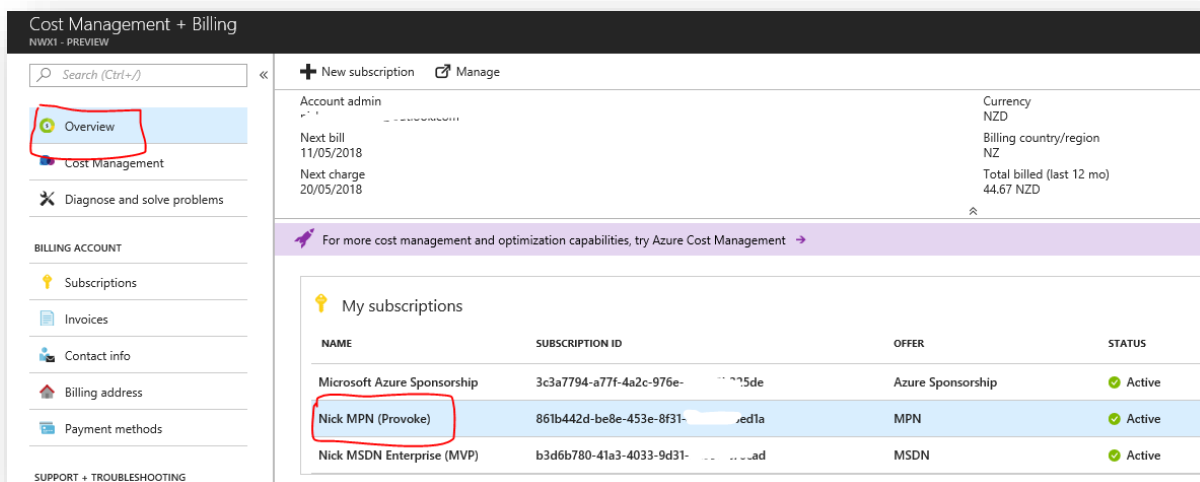 Cost Management + Billing
NWX1 - PREVIEW
Search (Ctrl+/)
«
Overview
Cost Management
Diagnose and solve problems
BILLING ACCOUNT
Subscriptions
Invoices
Contact info
Billing address
Payment methods
SUPPORT + TROUBLESHOOTING
New subscription Manage
Account admin
Next bill
11/05/2018
Next charge
20/05/2018
Currency
NZD
Billing country/region
NZ
Total billed (last 12 mo)
44.67 NZD
For more cost management and optimization capabilities, try Azure Cost Management →
My subscriptions
NAME SUBSCRIPTION ID OFFER STATUS
Microsoft Azure Sponsorship 3c3a7794-a77f-4a2c-976e- Azure Sponsorship Active
Nick MPN (Provoke) 861b442d-be8e-453e-8f31- MPN Active
Nick MSDN Enterprise (MVP) b3d6b780-41a3-4033-9d31- MSDN Active